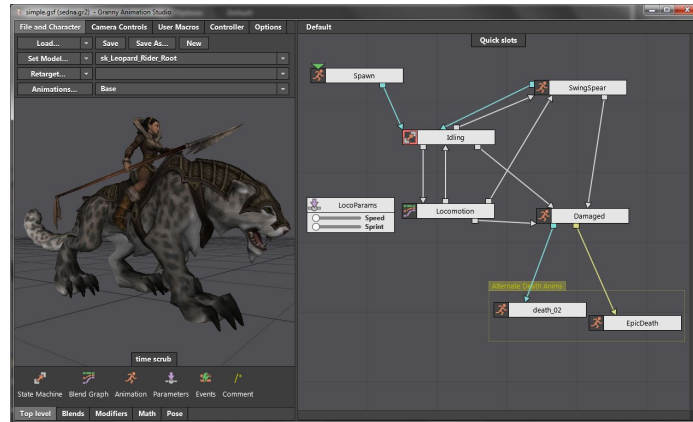 simple.gsf (sedna.gr2) - Granny Animation Studio
File and Character Camera Controls User Macros Controller Options
Load... Save Save As... New
Set Model... sk_Leopard_Rider_Root
Retarget...
Animations... Base
time scrub
State Machine Blend Graph Animation Parameters Events Comment
Top level Blends Modifiers Math Pose
Default
Quick slots
Spawn
SwingSpear
Idling
LocoParams
Speed
Sprint
Locomotion
Damaged
Alternate Death Anims
death_02
EpicDeath